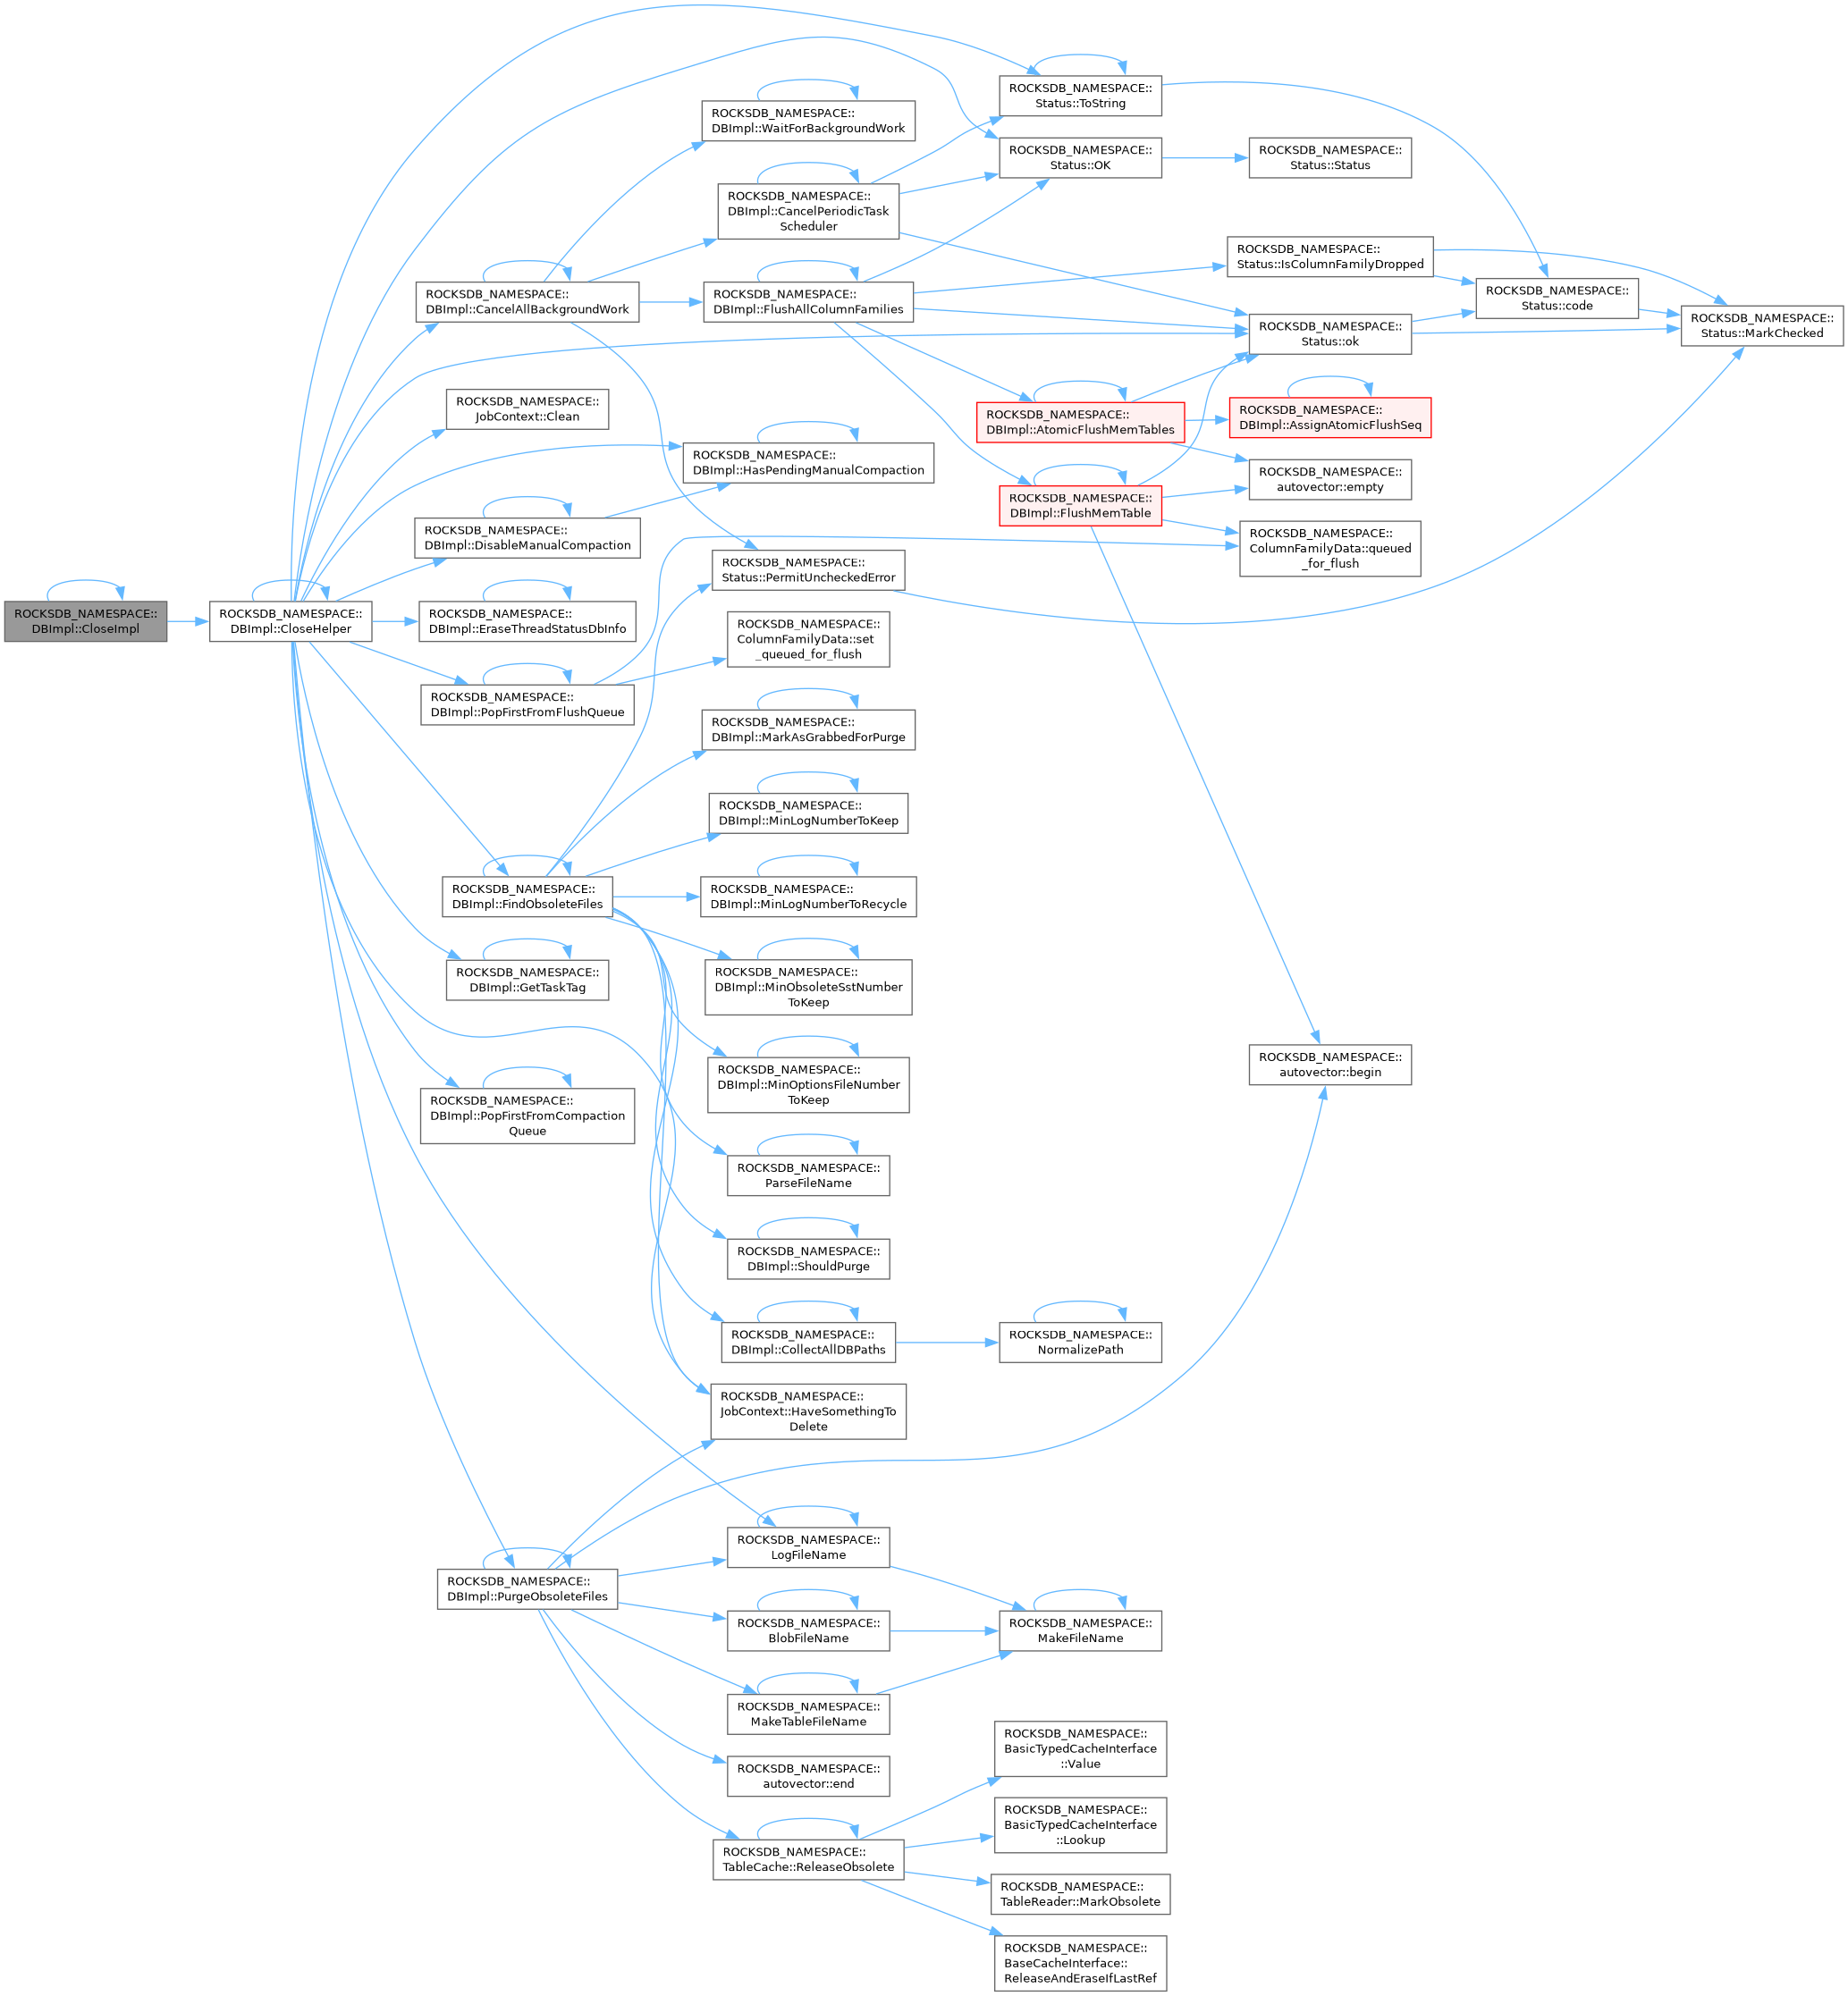 ROCKSDB_NAMESPACE::
DBImpl::CloseImpl
ROCKSDB_NAMESPACE::
DBImpl::CloseHelper
ROCKSDB_NAMESPACE::
DBImpl::CancelAllBackgroundWork
ROCKSDB_NAMESPACE::
JobContext::Clean
ROCKSDB_NAMESPACE::
DBImpl::DisableManualCompaction
ROCKSDB_NAMESPACE::
DBImpl::EraseThreadStatusDbInfo
ROCKSDB_NAMESPACE::
DBImpl::PopFirstFromFlushQueue
ROCKSDB_NAMESPACE::
DBImpl::FindObsoleteFiles
ROCKSDB_NAMESPACE::
DBImpl::GetTaskTag
ROCKSDB_NAMESPACE::
DBImpl::PopFirstFromCompaction
Queue
ROCKSDB_NAMESPACE::
DBImpl::PurgeObsoleteFiles
ROCKSDB_NAMESPACE::
DBImpl::WaitForBackgroundWork
ROCKSDB_NAMESPACE::
DBImpl::CancelPeriodicTask
Scheduler
ROCKSDB_NAMESPACE::
DBImpl::FlushAllColumnFamilies
ROCKSDB_NAMESPACE::
DBImpl::HasPendingManualCompaction
ROCKSDB_NAMESPACE::
Status::PermitUncheckedError
ROCKSDB_NAMESPACE::
ColumnFamilyData::set
_queued_for_flush
ROCKSDB_NAMESPACE::
DBImpl::MarkAsGrabbedForPurge
ROCKSDB_NAMESPACE::
DBImpl::MinLogNumberToKeep
ROCKSDB_NAMESPACE::
DBImpl::MinLogNumberToRecycle
ROCKSDB_NAMESPACE::
DBImpl::MinObsoleteSstNumber
ToKeep
ROCKSDB_NAMESPACE::
DBImpl::MinOptionsFileNumber
ToKeep
ROCKSDB_NAMESPACE::
ParseFileName
ROCKSDB_NAMESPACE::
DBImpl::ShouldPurge
ROCKSDB_NAMESPACE::
DBImpl::CollectAllDBPaths
ROCKSDB_NAMESPACE::
JobContext::HaveSomethingTo
Delete
ROCKSDB_NAMESPACE::
LogFileName
ROCKSDB_NAMESPACE::
BlobFileName
ROCKSDB_NAMESPACE::
MakeTableFileName
ROCKSDB_NAMESPACE::
autovector::end
ROCKSDB_NAMESPACE::
TableCache::ReleaseObsolete
ROCKSDB_NAMESPACE::
Status::ToString
ROCKSDB_NAMESPACE::
Status::OK
ROCKSDB_NAMESPACE::
DBImpl::AtomicFlushMemTables
ROCKSDB_NAMESPACE::
DBImpl::FlushMemTable
ROCKSDB_NAMESPACE::
NormalizePath
ROCKSDB_NAMESPACE::
MakeFileName
ROCKSDB_NAMESPACE::
BasicTypedCacheInterface
::Value
ROCKSDB_NAMESPACE::
BasicTypedCacheInterface
::Lookup
ROCKSDB_NAMESPACE::
TableReader::MarkObsolete
ROCKSDB_NAMESPACE::
BaseCacheInterface::
ReleaseAndEraseIfLastRef
ROCKSDB_NAMESPACE::
Status::Status
ROCKSDB_NAMESPACE::
Status::IsColumnFamilyDropped
ROCKSDB_NAMESPACE::
Status::ok
ROCKSDB_NAMESPACE::
DBImpl::AssignAtomicFlushSeq
ROCKSDB_NAMESPACE::
autovector::empty
ROCKSDB_NAMESPACE::
ColumnFamilyData::queued
_for_flush
ROCKSDB_NAMESPACE::
autovector::begin
ROCKSDB_NAMESPACE::
Status::code
ROCKSDB_NAMESPACE::
Status::MarkChecked